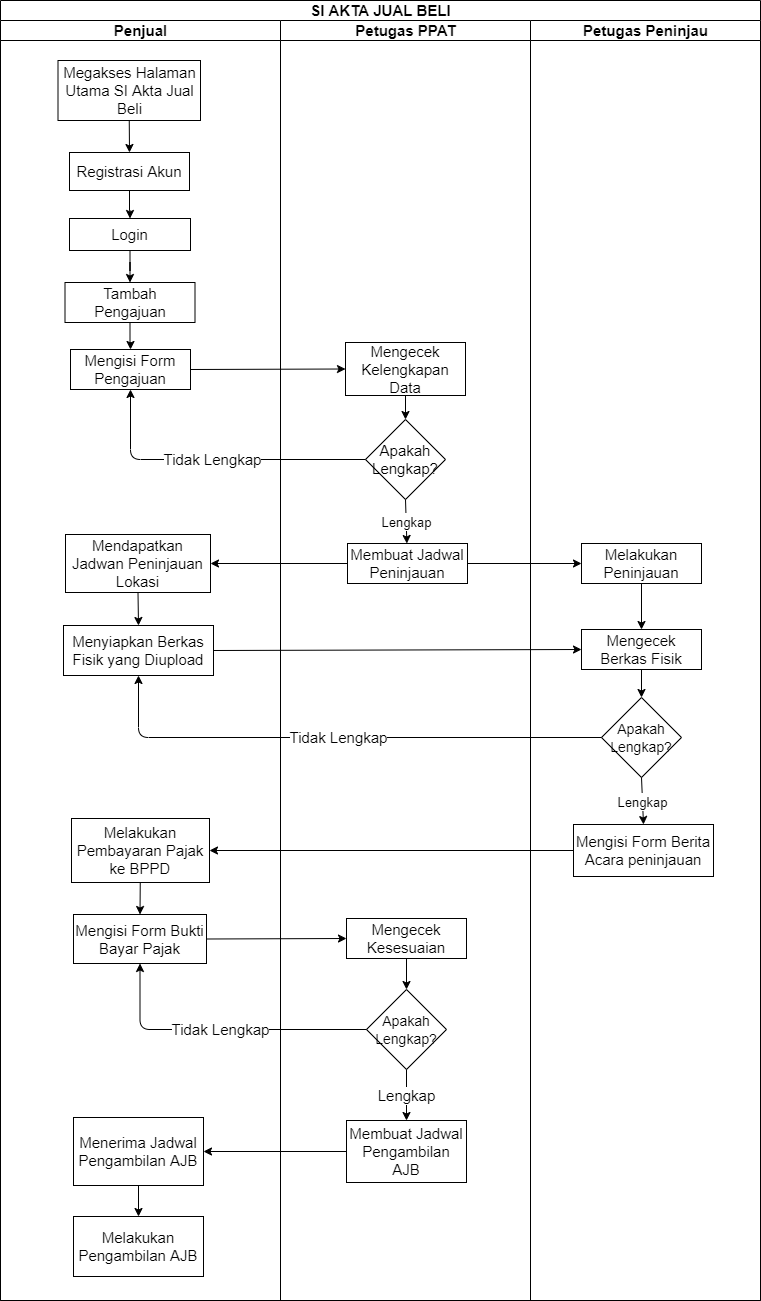 SI AKTA JUAL BELI
Penjual
Petugas PPAT
Petugas Peninjau
Megakses Halaman
Utama SI Akta Jual
Beli
Registrasi Akun
Login
Tambah
Pengajuan
Mengisi Form
Pengajuan
Mengecek
Kelengkapan
Data
Apakah
Lengkap?
Tidak Lengkap
Lengkap
Mendapatkan
Jadwan Peninjauan
Lokasi
Membuat Jadwal
Peninjauan
Melakukan
Peninjauan
Menyiapkan Berkas
Fisik yang Diupload
Mengecek
Berkas Fisik
Apakah
Lengkap?
Tidak Lengkap
Lengkap
Melakukan
Pembayaran Pajak
ke BPPD
Mengisi Form Berita
Acara peninjauan
Mengisi Form Bukti
Bayar Pajak
Mengecek
Kesesuaian
Apakah
Lengkap?
Tidak Lengkap
Lengkap
Menerima Jadwal
Pengambilan AJB
Membuat Jadwal
Pengambilan
AJB
Melakukan
Pengambilan AJB